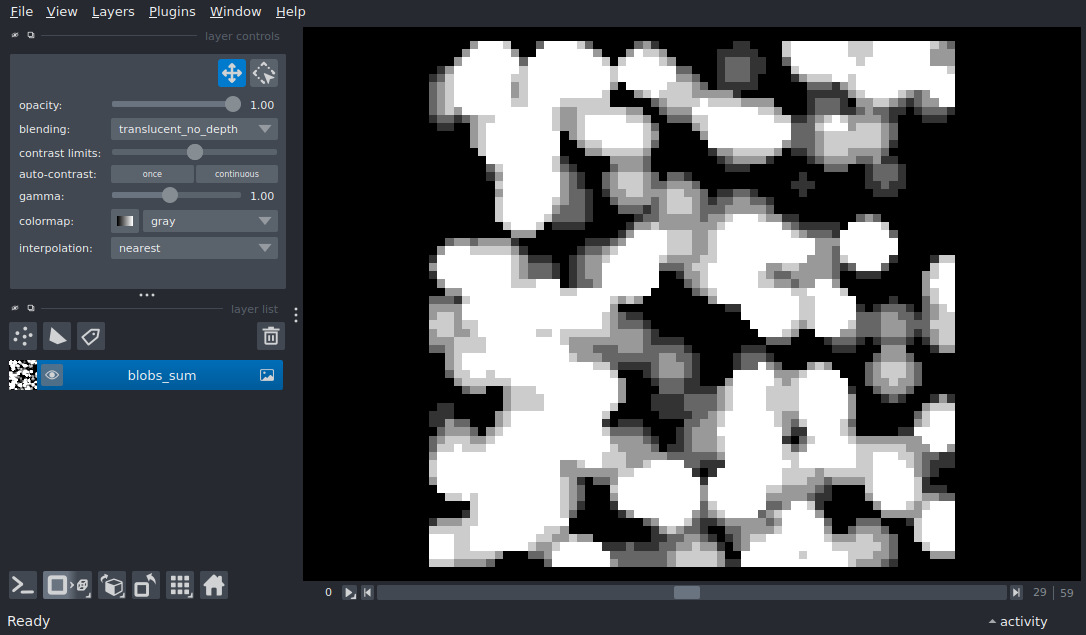 File View Layers Plugins Window Help
layer controls
opacity: 1.00
blending: translucent_no_depth
contrast limits:
auto-contrast: once continuous
gamma: 1.00
colormap: gray
interpolation: nearest
layer list
blobs_sum
0 29 59
Ready activity